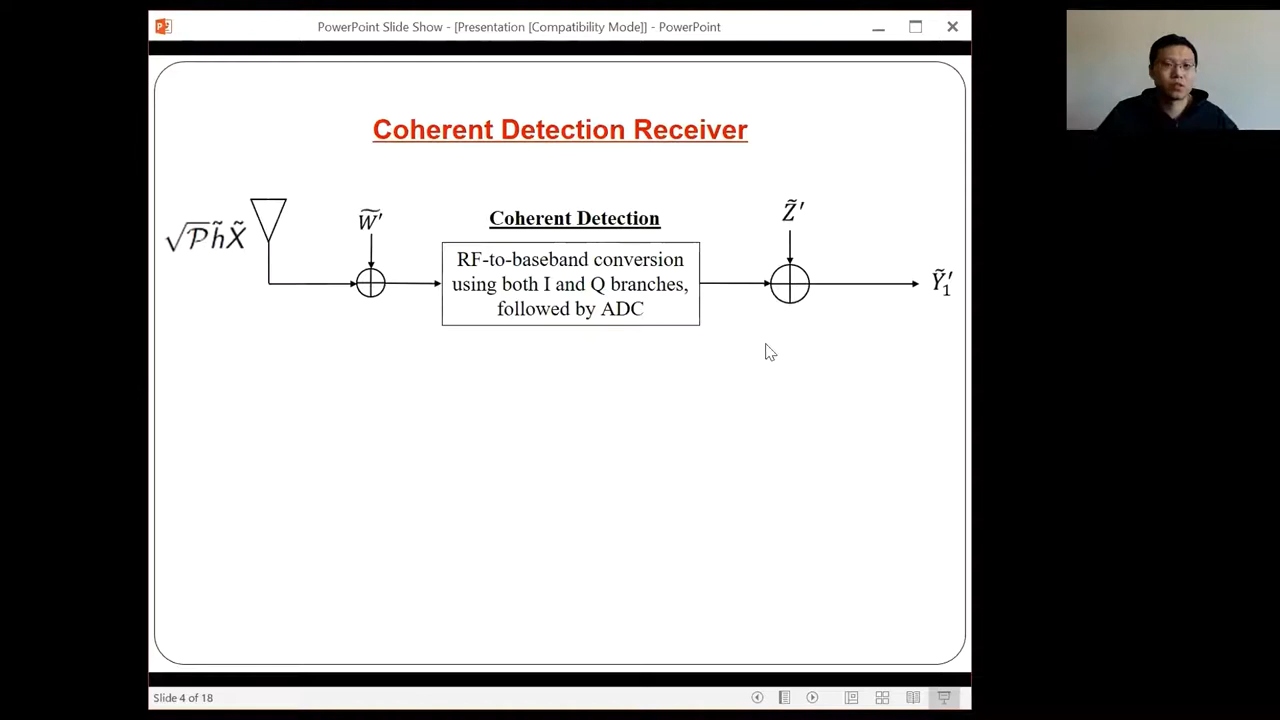 PowerPoint Slide Show - [Presentation [Compatibility Mode]] - PowerPoint
Coherent Detection Receiver
√𝒫h̃X̃
W̃'
Coherent Detection
Z̃'
RF-to-baseband conversion
using both I and Q branches,
followed by ADC
Ỹ₁'
Slide 4 of 18